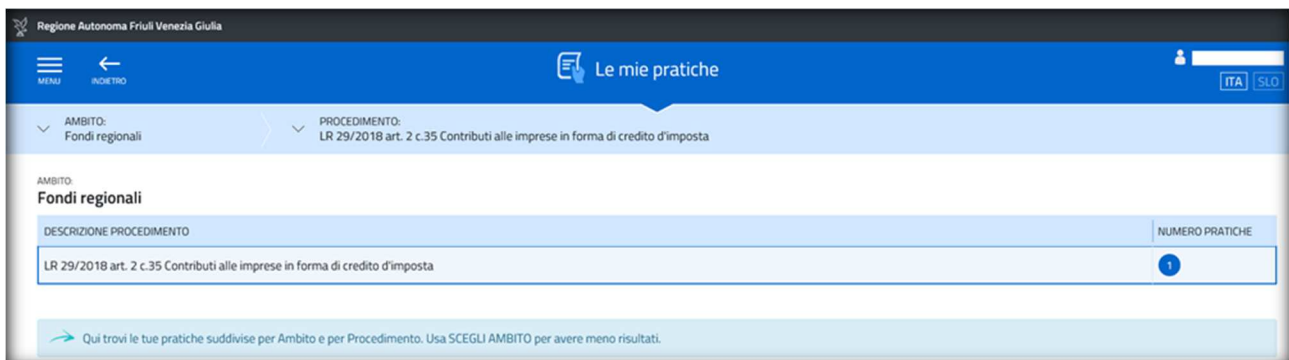 Regione Autonoma Friuli Venezia Giulia
MENU
INDIETRO
Le mie pratiche
ITA SLO
AMBITO:
Fondi regionali
PROCEDIMENTO:
LR 29/2018 art. 2 c.35 Contributi alle imprese in forma di credito d'imposta
AMBITO:
Fondi regionali
DESCRIZIONE PROCEDIMENTO NUMERO PRATICHE
LR 29/2018 art. 2 c.35 Contributi alle imprese in forma di credito d'imposta 1
Qui trovi le tue pratiche suddivise per Ambito e per Procedimento. Usa SCEGLI AMBITO per avere meno risultati.